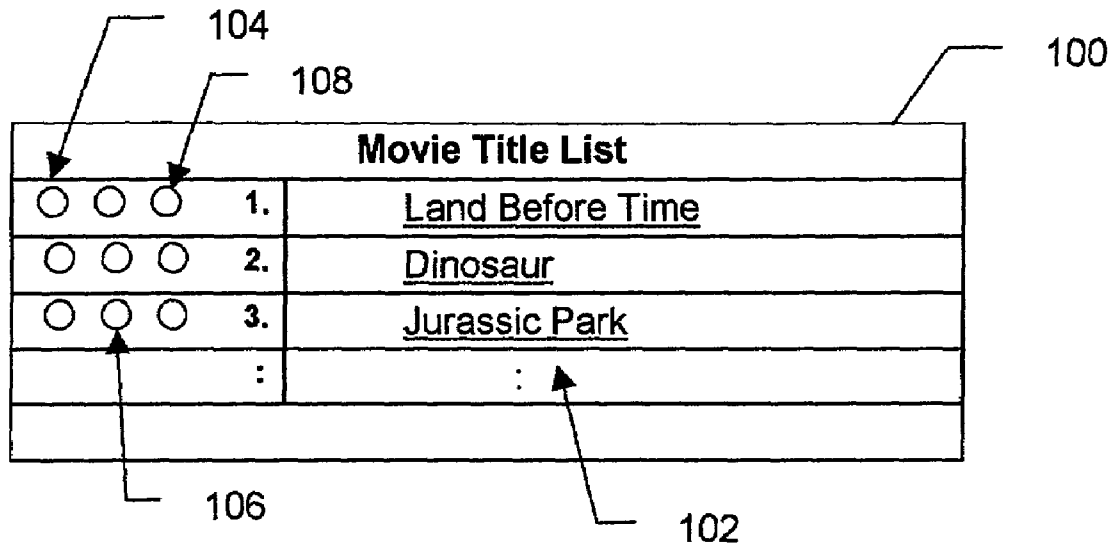 104
108
100
Movie Title List
1. Land Before Time
2. Dinosaur
3. Jurassic Park
: :
106
102